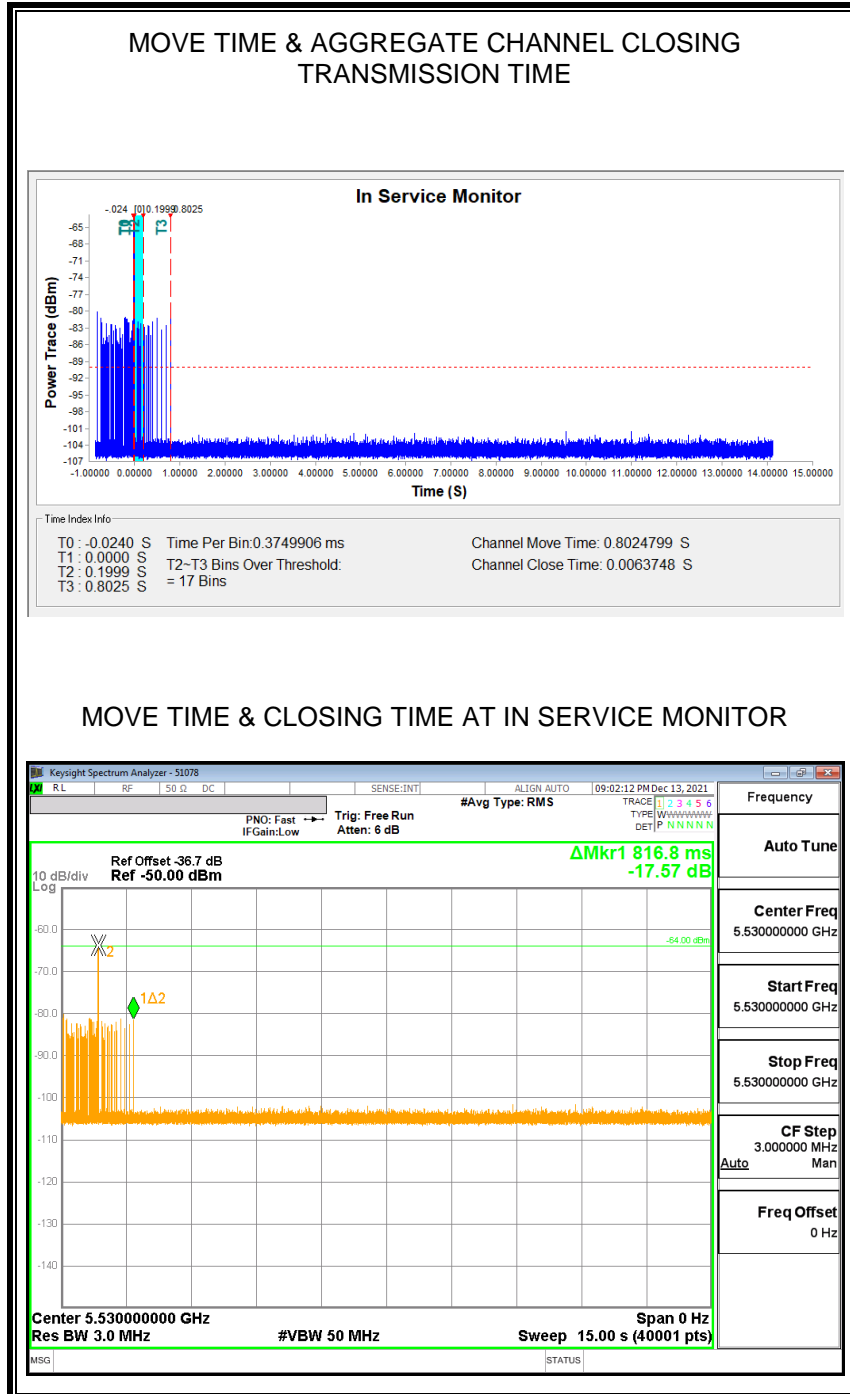 MOVE TIME & AGGREGATE CHANNEL CLOSING
TRANSMISSION TIME
In Service Monitor
-.024 0.1999 0.8025
T2
T3
Power Trace (dBm)
-65
-68
-71
-74
-77
-80
-83
-86
-89
-92
-95
-98
-101
-104
-107
-1.00000 0.00000 1.00000 2.00000 3.00000 4.00000 5.00000 6.00000 7.00000 8.00000 9.00000 10.00000 11.00000 12.00000 13.00000 14.00000 15.00000
Time (S)
Time Index Info
T0 : -0.0240 S
T1 : 0.0000 S
T2 : 0.1999 S
T3 : 0.8025 S
Time Per Bin:0.3749906 ms
T2~T3 Bins Over Threshold:
= 17 Bins
Channel Move Time: 0.8024799 S
Channel Close Time: 0.0063748 S
MOVE TIME & CLOSING TIME AT IN SERVICE MONITOR
Keysight Spectrum Analyzer - 51078
LXI RL RF 50 Ω DC SENSE:INT ALIGN AUTO 09:02:12 PM Dec 13, 2021
PNO: Fast
IFGain:Low
Trig: Free Run
Atten: 6 dB
#Avg Type: RMS
TRACE 1 2 3 4 5 6
TYPE WWWWWW
DET P N N N N N
ΔMkr1 816.8 ms
-17.57 dB
Ref Offset -36.7 dB
10 dB/div Ref -50.00 dBm
Log
-60.0
-70.0
-80.0
-90.0
-100
-110
-120
-130
-140
-64.00 dBm
2
1Δ2
Center 5.530000000 GHz
Span 0 Hz
Res BW 3.0 MHz
#VBW 50 MHz
Sweep 15.00 s (40001 pts)
MSG
STATUS
Frequency
Auto Tune
Center Freq
5.530000000 GHz
Start Freq
5.530000000 GHz
Stop Freq
5.530000000 GHz
CF Step
3.000000 MHz
Auto Man
Freq Offset
0 Hz